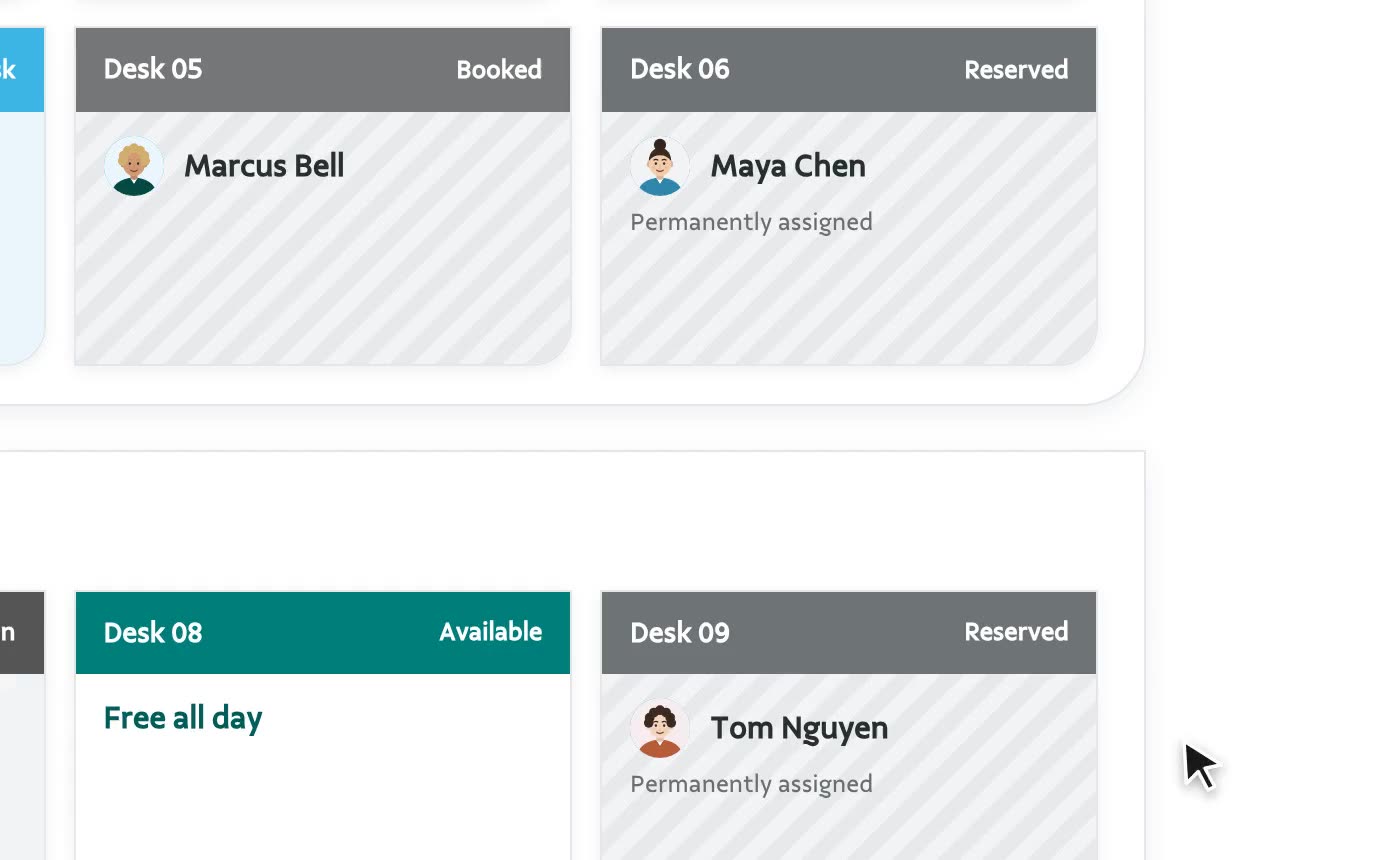 Desk 05 Booked
Desk 06 Reserved
Marcus Bell
Maya Chen
Permanently assigned
Desk 08 Available
Desk 09 Reserved
Free all day
Tom Nguyen
Permanently assigned